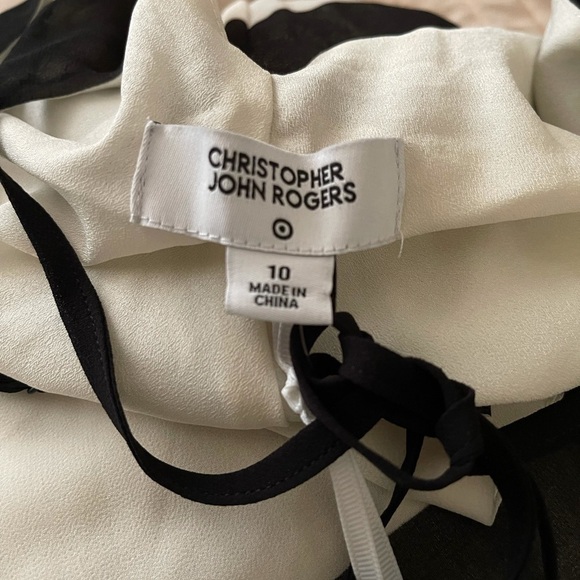 CHRISTOPHER
JOHN ROGERS
10
MADE IN
CHINA